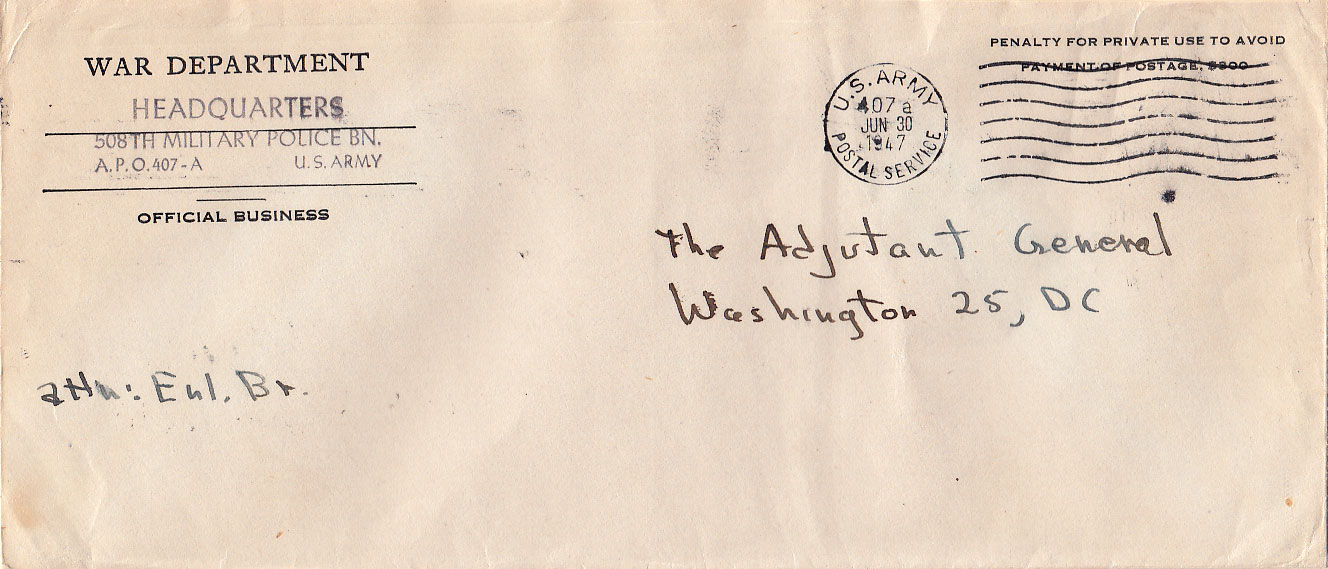 WAR DEPARTMENT
HEADQUARTERS
508TH MILITARY POLICE BN.
A.P.O. 407-A U.S. ARMY
OFFICIAL BUSINESS
U.S. ARMY
407 a
JUN 30
1947
POSTAL SERVICE
PENALTY FOR PRIVATE USE TO AVOID
PAYMENT OF POSTAGE, $300
The Adjutant General
Washington 25, DC
attn: Enl. Br.